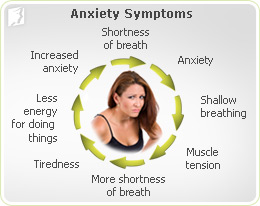 Anxiety Symptoms
Shortness
of breath
Anxiety
Shallow
breathing
Muscle
tension
More shortness
of breath
Tiredness
Less
energy
for doing
things
Increased
anxiety